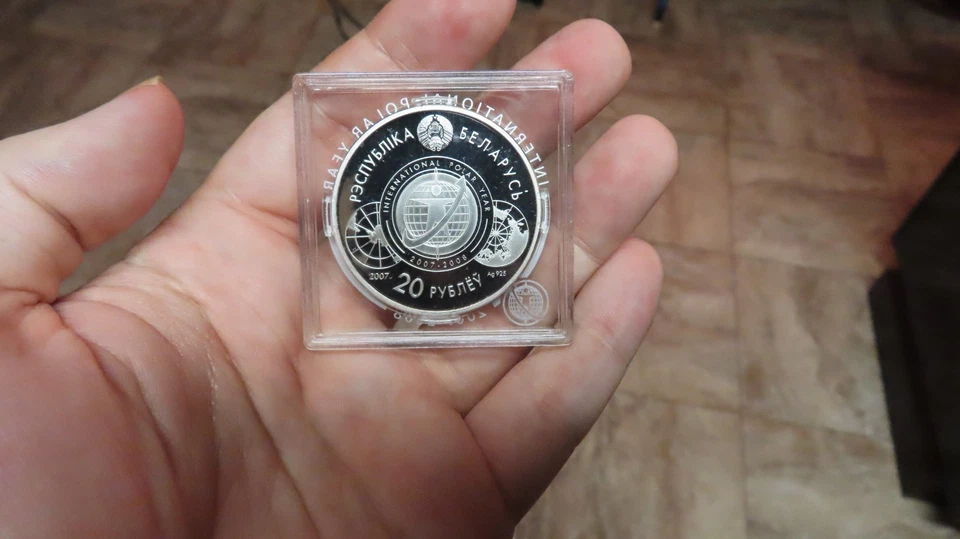 INTERNATIONAL POLAR YEAR
РЭСПУБЛІКА БЕЛАРУСЬ
INTERNATIONAL POLAR YEAR
2007-2008
2007
Ag 925
20 РУБЛЁЎ